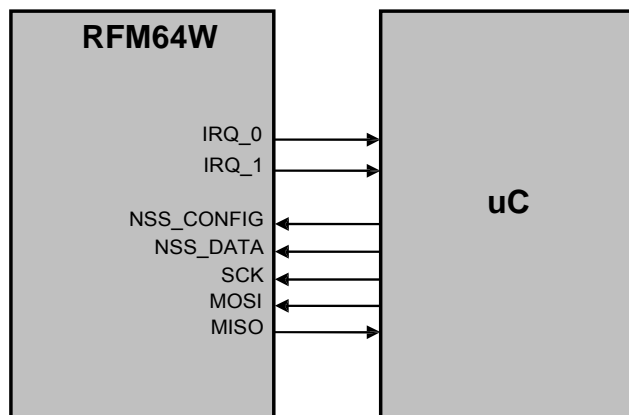 RFM64W
IRQ_0
IRQ_1
uC
NSS_CONFIG
NSS_DATA
SCK
MOSI
MISO